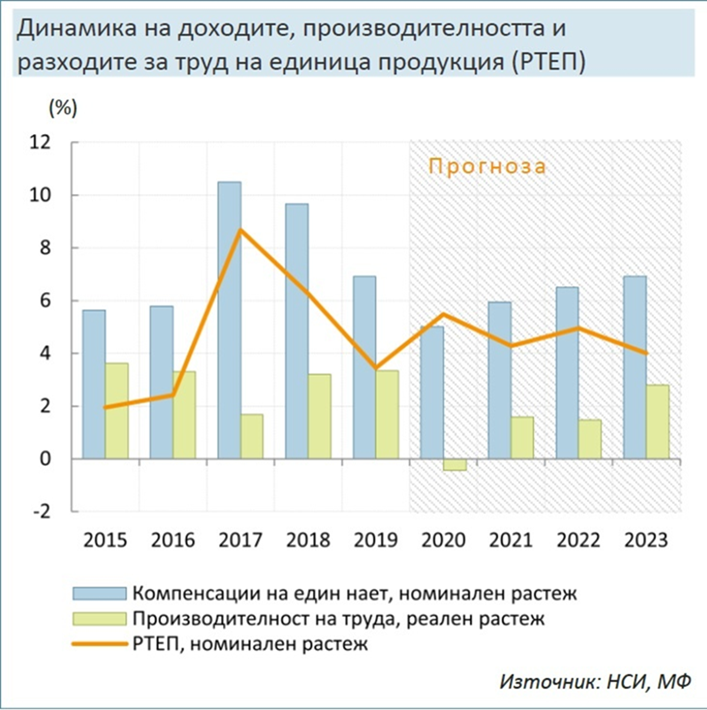 Динамика на доходите, производителността и
разходите за труд на единица продукция (РТЕП)
(%)
Прогноза
12
10
8
6
4
2
0
-2
2015 2016 2017 2018 2019 2020 2021 2022 2023
Компенсации на един нает, номинален растеж
Производителност на труда, реален растеж
РТЕП, номинален растеж
Източник: НСИ, МФ